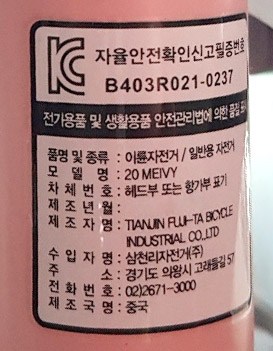 KC 자율안전확인신고필증번호
B403R021-0237
전기용품 및 생활용품 안전관리법에 의한 품질 표시
품명 및 종류 : 이륜자전거 / 일반용 자전거
모 델 명 : 20 MEIVY
차 체 번 호 : 헤드부 또는 행가부 표기
제 조 년 월 :
제 조 자 명 : TIANJIN FUJI-TA BICYCLE
INDUSTRIAL CO.,LTD
수 입 자 명 : 삼천리자전거(주)
주 소 : 경기도 의왕시 고래들길 57
전 화 번 호 : 02)2671-3000
제 조 국 명 : 중국